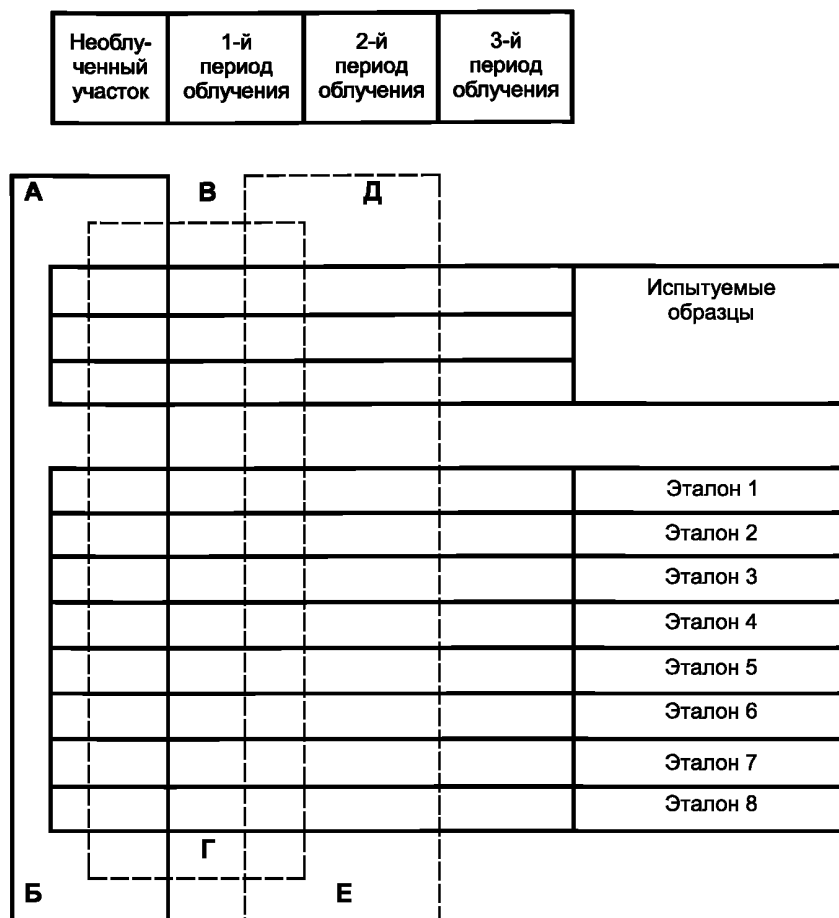 Необлу-
ченный
участок
1-й
период
облучения
2-й
период
облучения
3-й
период
облучения
А
В
Д
Испытуемые
образцы
Эталон 1
Эталон 2
Эталон 3
Эталон 4
Эталон 5
Эталон 6
Эталон 7
Эталон 8
Г
Б
Е